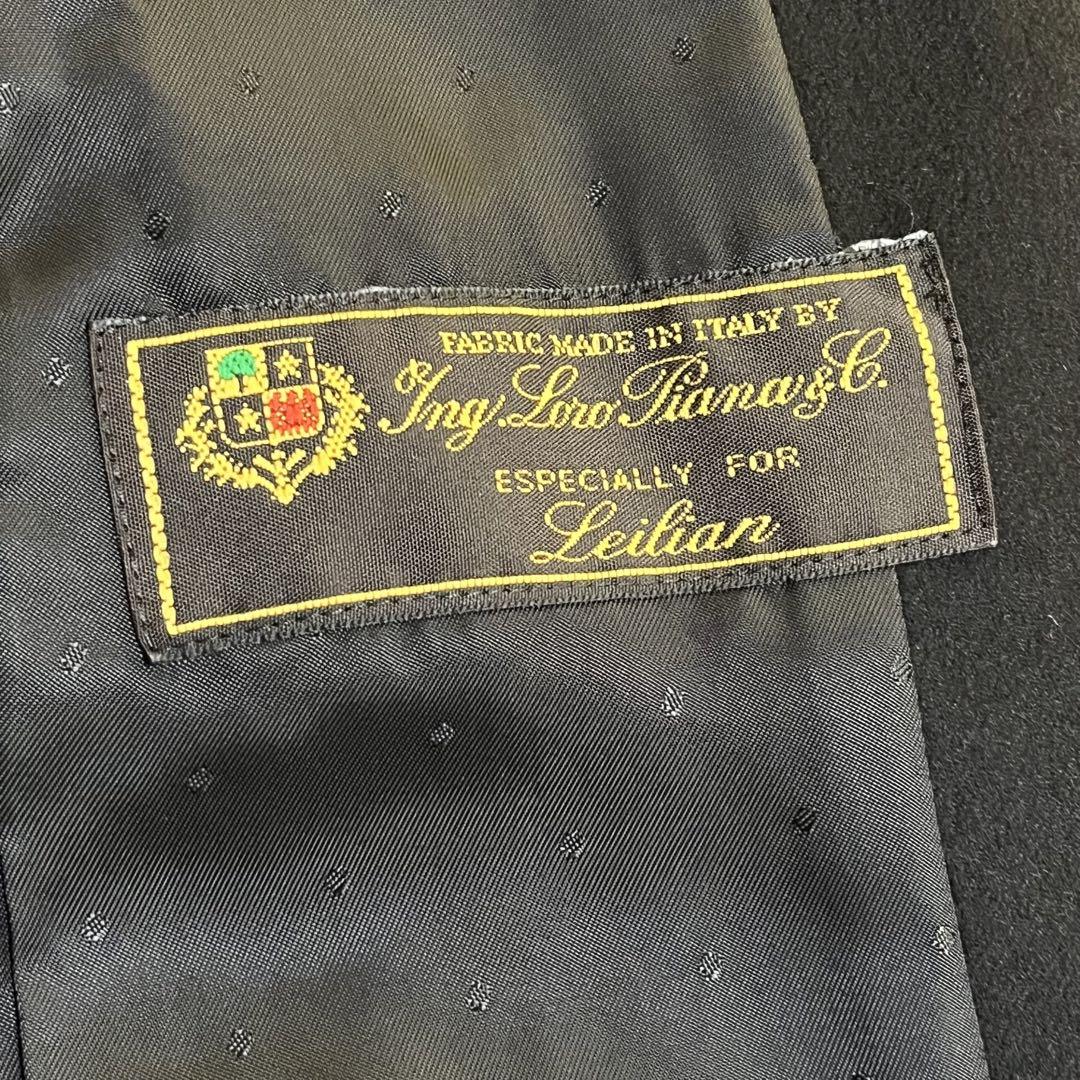 FABRIC MADE IN ITALY BY
Ing. Loro Piana & C.
ESPECIALLY FOR
Leilian